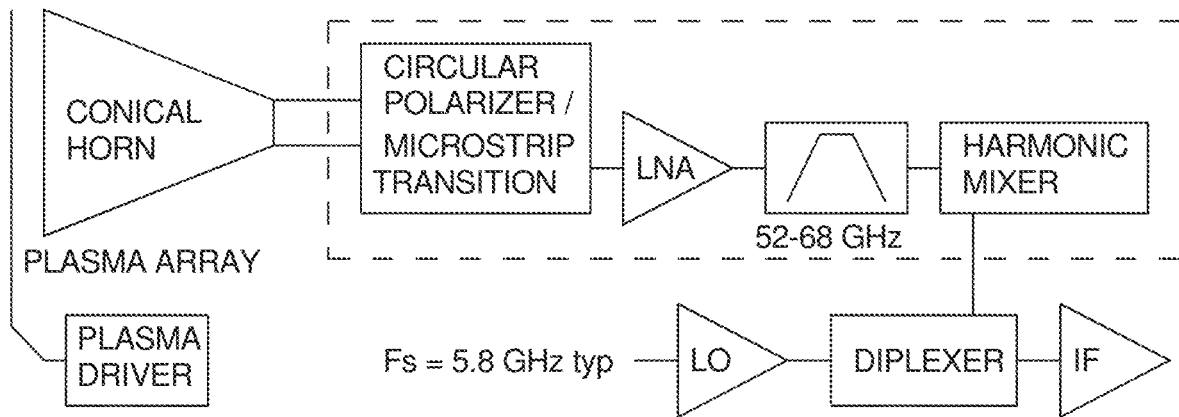 CONICAL
HORN
CIRCULAR
POLARIZER /
MICROSTRIP
TRANSITION
LNA
HARMONIC
MIXER
52-68 GHz
PLASMA ARRAY
PLASMA
DRIVER
Fs = 5.8 GHz typ
LO
DIPLEXER
IF